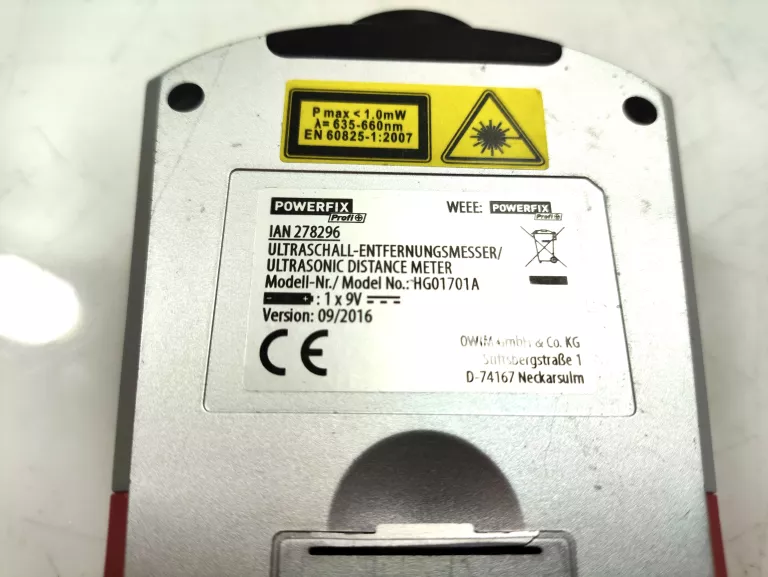 P max < 1.0mW
λ= 635-660nm
EN 60825-1:2007
POWERFIX
Profi
WEEE: POWERFIX
Profi
IAN 278296
ULTRASCHALL-ENTFERNUNGSMESSER/
ULTRASONIC DISTANCE METER
Modell-Nr./ Model No.: HG01701A
: 1 x 9V
Version: 09/2016
CE
OWIM GmbH & Co. KG
Stiftsbergstraße 1
D-74167 Neckarsulm